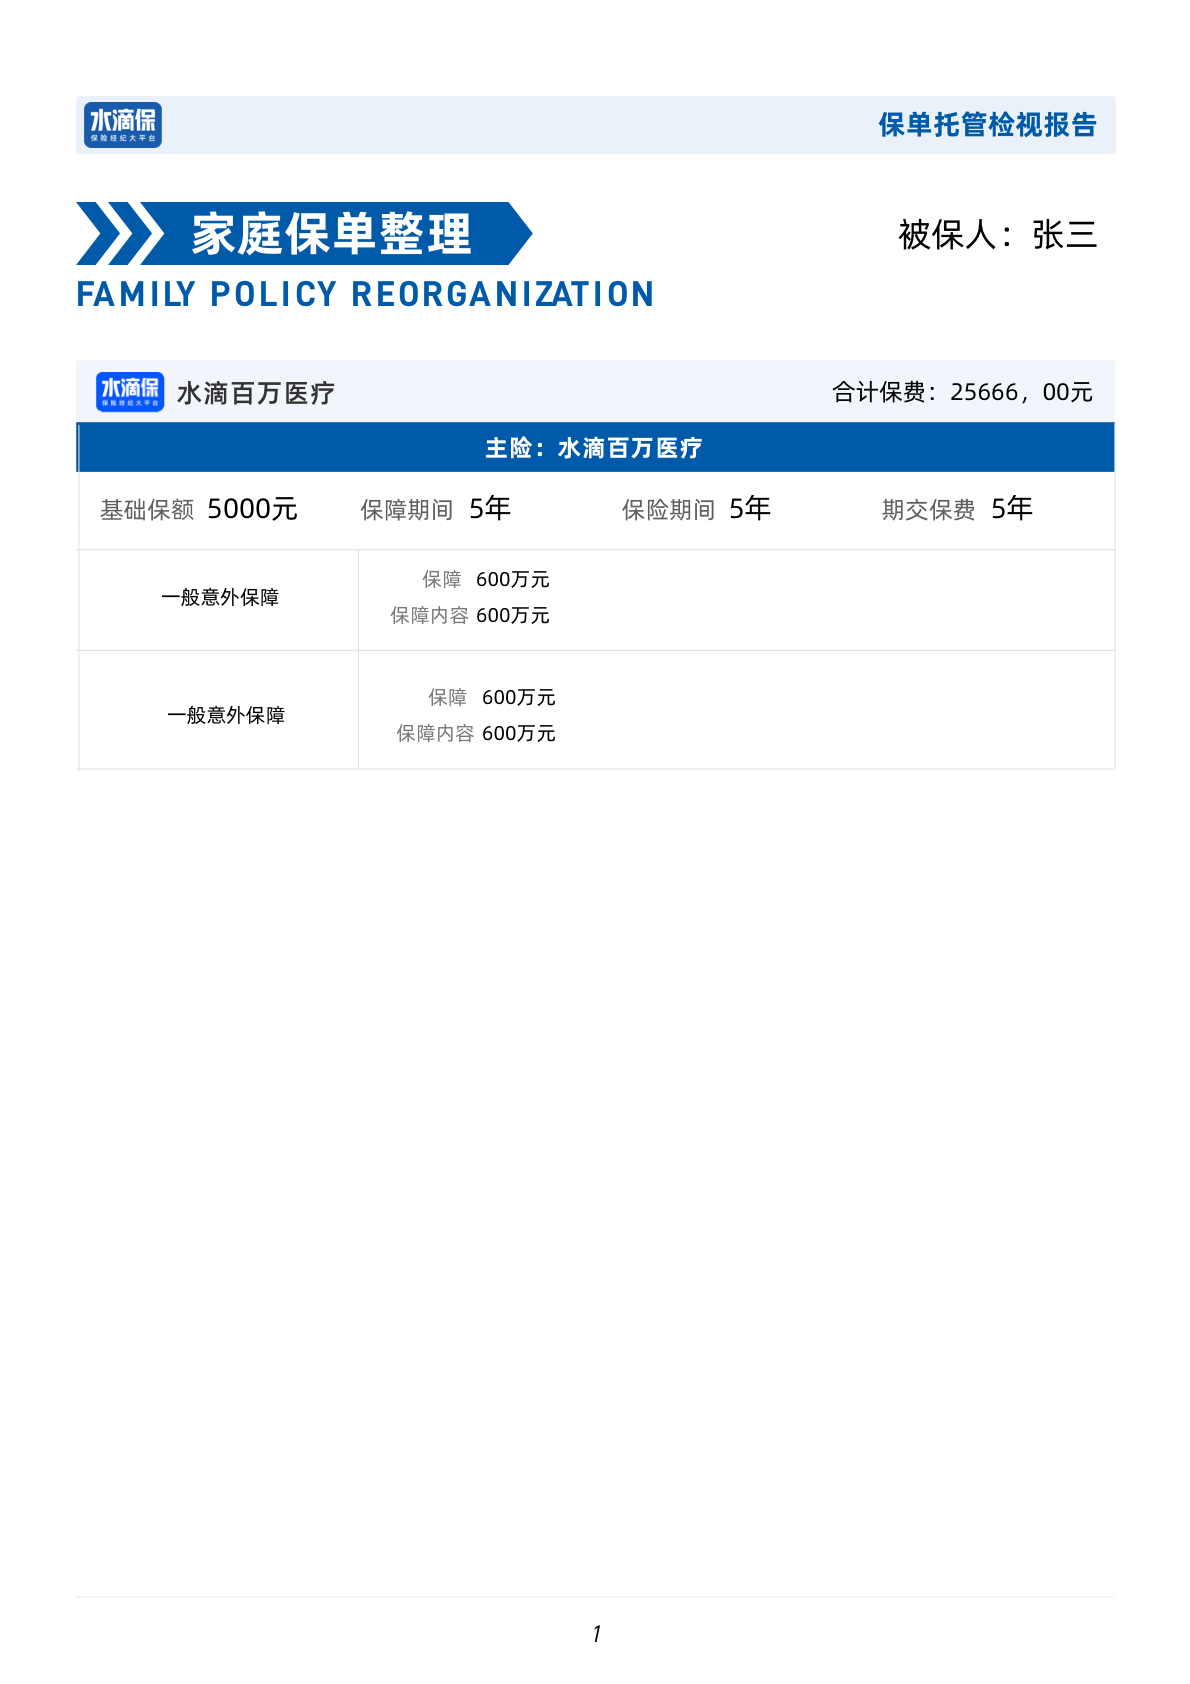 水滴保
保险经纪大平台
保单托管检视报告
家庭保单整理
被保人：张三
FAMILY POLICY REORGANIZATION
水滴保
保险经纪大平台
水滴百万医疗
合计保费：25666，00元
主险：水滴百万医疗
基础保额 5000元 保障期间 5年 保险期间 5年 期交保费 5年
一般意外保障
保障 600万元
保障内容 600万元
一般意外保障
保障 600万元
保障内容 600万元
1